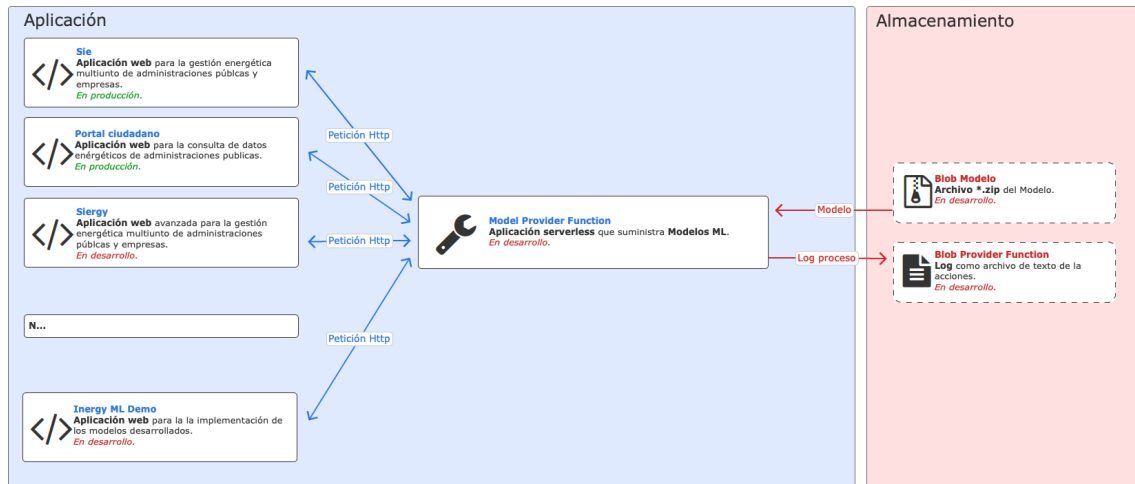 Aplicación
Sie
Aplicación web para la gestión energética
multiunto de administraciones públcas y
empresas.
En producción.
Portal ciudadano
Aplicación web para la consulta de datos
enérgéticos de administraciones publicas.
En producción.
Siergy
Aplicación web avanzada para la gestión
energética multiunto de administraciones
públcas y empresas.
En desarrollo.
N...
Inergy ML Demo
Aplicación web para la la implementación de
los modelos desarrollados.
En desarrollo.
Petición Http
Petición Http
Petición Http
Petición Http
Model Provider Function
Aplicación serverless que suministra Modelos ML.
En desarrollo.
Modelo
Log proceso
Almacenamiento
Blob Modelo
Archivo *.zip del Modelo.
En desarrollo.
Blob Provider Function
Log como archivo de texto de la
acciones.
En desarrollo.